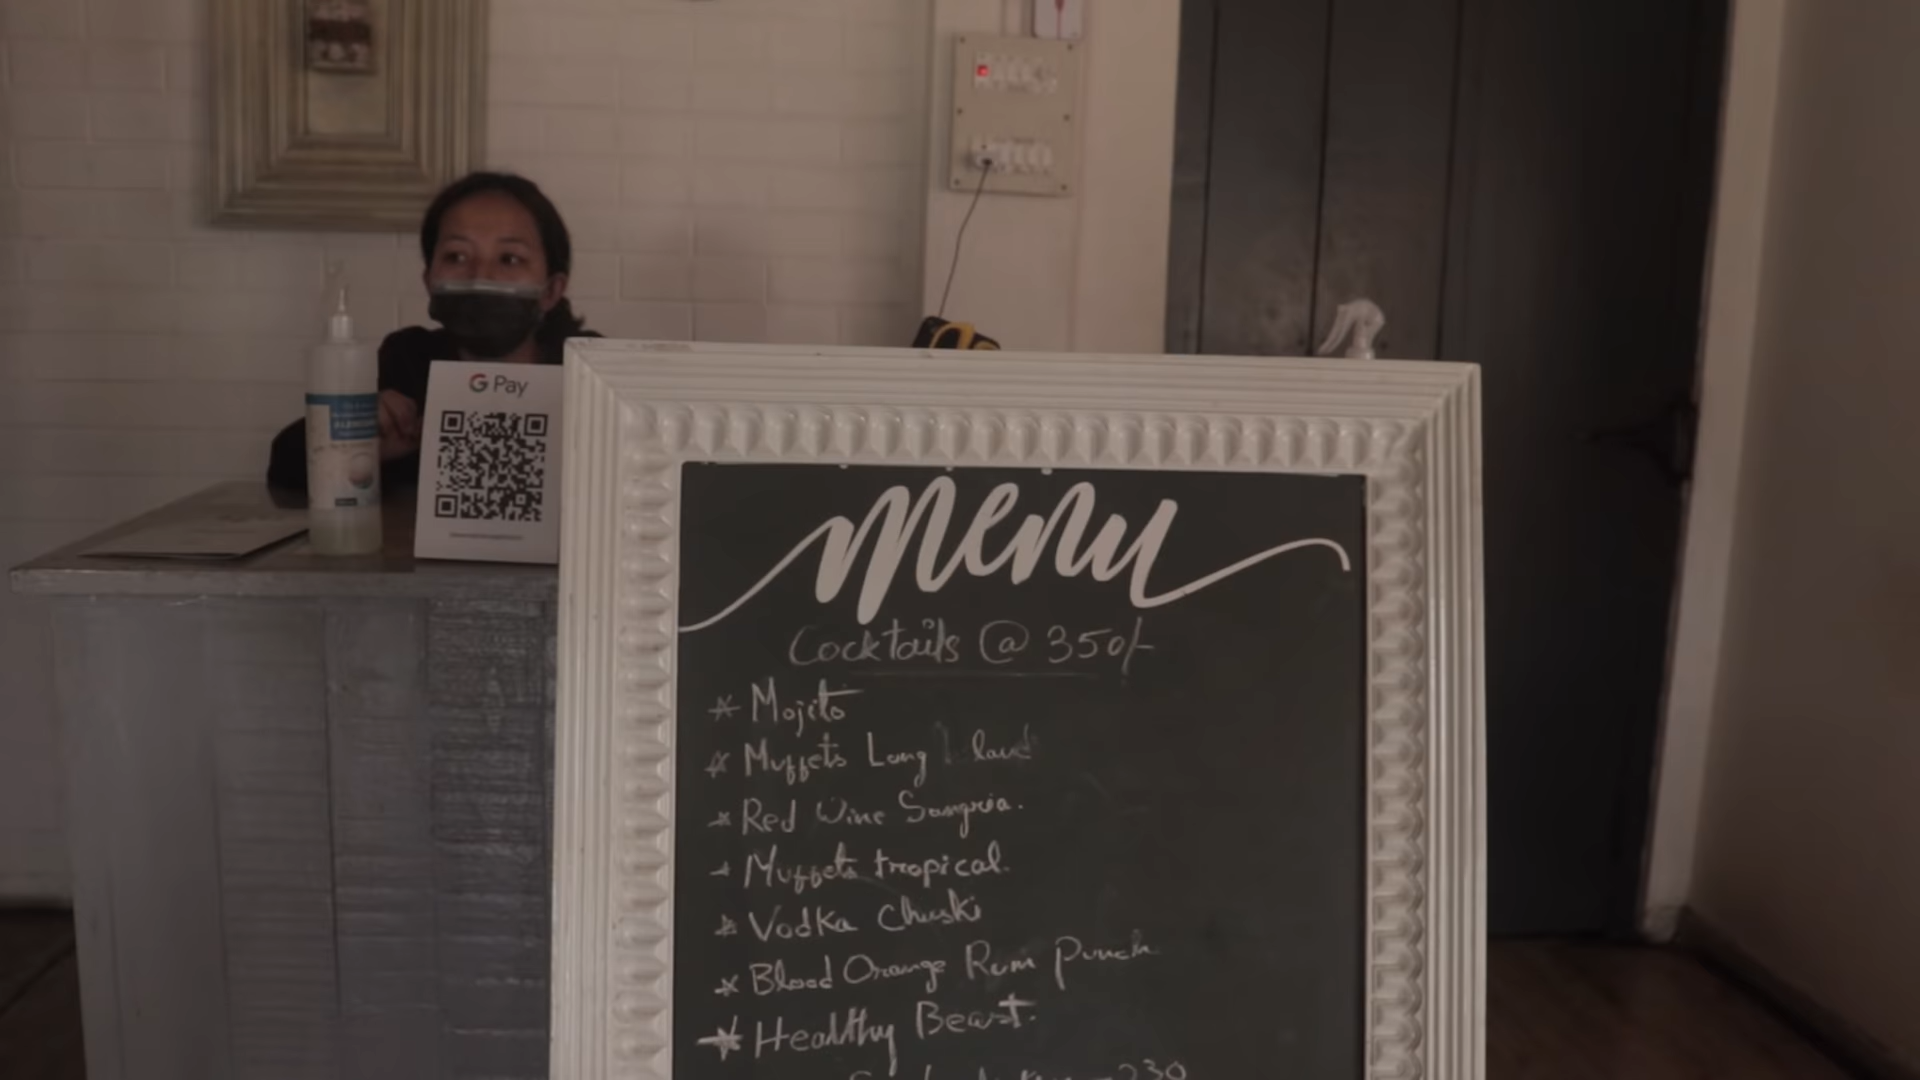 G Pay
menu
Cocktails @ 350/-
* Mojito
* Muffets Long Island
* Red Wine Sangria.
* Muffets tropical.
* Vodka Chuski
* Blood Orange Rum Punch
* Healthy Beast.
230